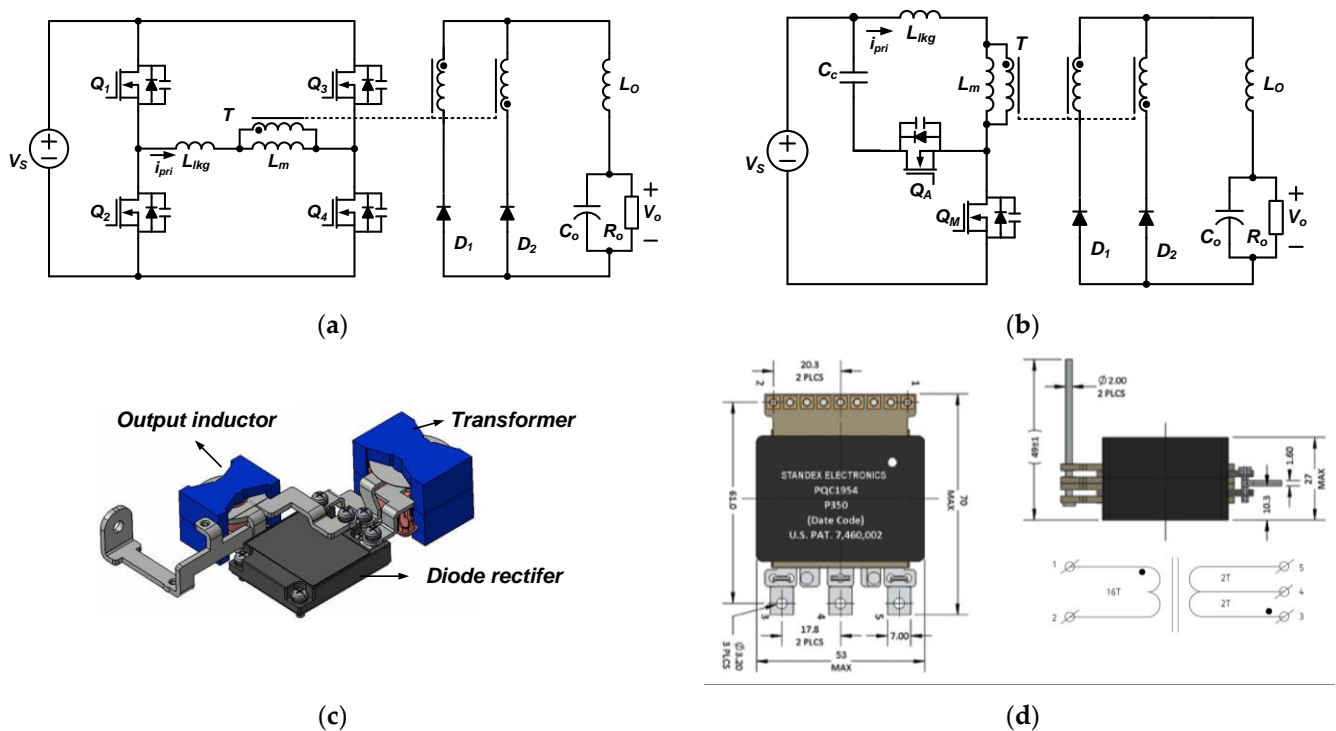 Q1
Q3
T
VS
ipri
Llkg
Lm
Q2
Q4
D1
D2
LO
Co
Ro
+
Vo
−
(a)
ipri
Llkg
T
Cc
Lm
VS
QA
QM
D1
D2
LO
Co
Ro
+
Vo
−
(b)
Output inductor
Transformer
Diode rectifer
(c)
20.3
2 PLCS
2
1
STANDEX ELECTRONICS
PQC1954
P350
(Date Code)
U.S. PAT. 7,460,002
61.0
70
MAX
3
4
5
17.8
2 PLCS
7.00
Ø3.20
3 PLCS
53
MAX
Ø2.00
2 PLCS
49±1
1.60
27
MAX
10.3
1
16T
2
2T
2T
5
4
3
(d)